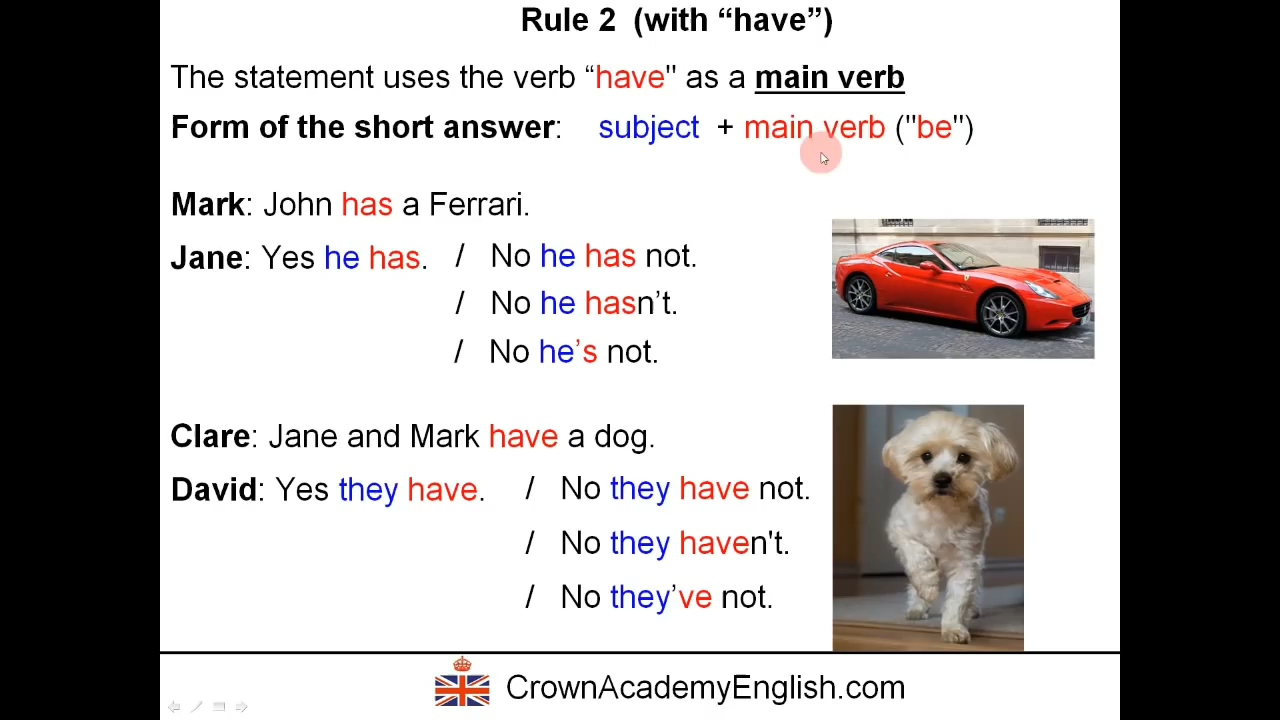 Rule 2 (with “have”)
The statement uses the verb “have" as a main verb
Form of the short answer: subject + main verb ("be")
Mark: John has a Ferrari.
Jane: Yes he has. / No he has not.
/ No he hasn’t.
/ No he’s not.
Clare: Jane and Mark have a dog.
David: Yes they have. / No they have not.
/ No they haven't.
/ No they’ve not.
CrownAcademyEnglish.com